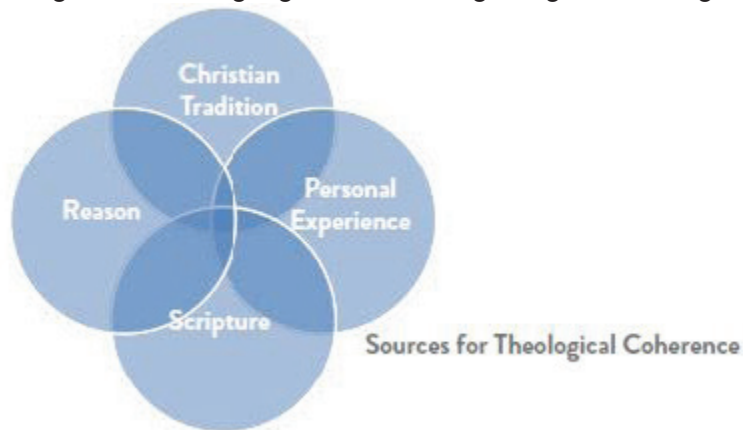 Christian
Tradition
Reason
Personal
Experience
Scripture
Sources for Theological Coherence